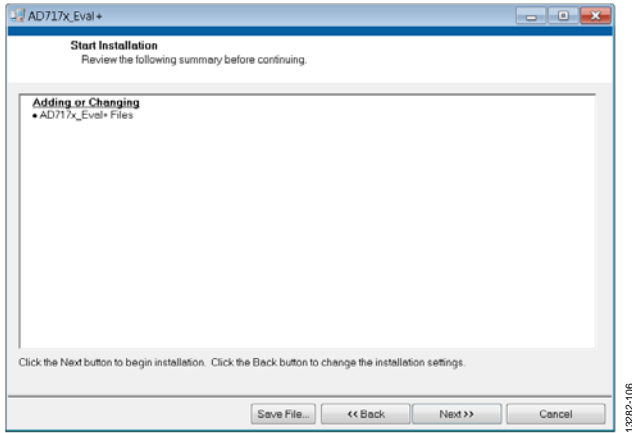 AD717x_Eval+
Start Installation
Review the following summary before continuing.
Adding or Changing
• AD717x_Eval+ Files
Click the Next button to begin installation. Click the Back button to change the installation settings.
Save File...
<< Back
Next >>
Cancel
13282-106